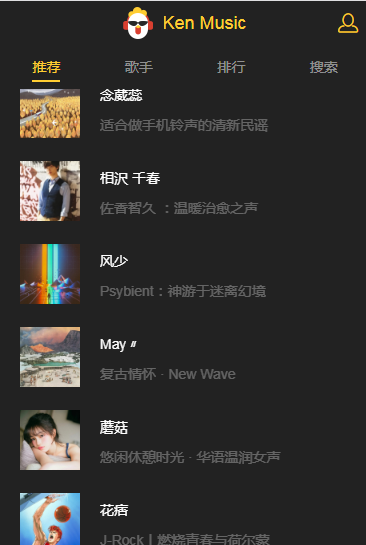 Ken Music
推荐 歌手 排行 搜索
念葳蕊
适合做手机铃声的清新民谣
相沢 千春
佐香智久 : 温暖治愈之声
风少
Psybient：神游于迷离幻境
May〃
复古情怀 · New Wave
蘑菇
悠闲休憩时光 · 华语温润女声
花痞
J-Rock丨燃烧青春与荷尔蒙